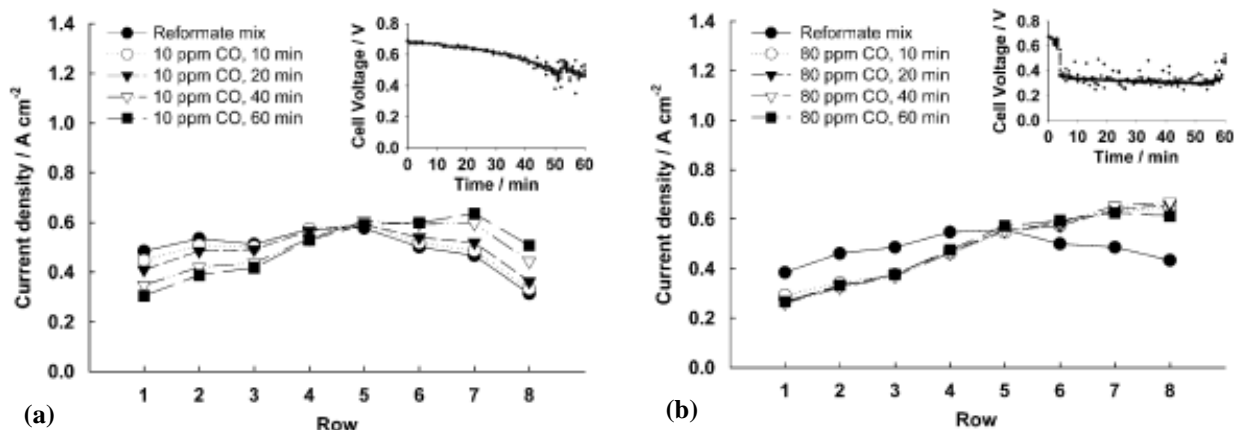 1.4
1.2
1.0
0.8
0.6
0.4
0.2
0.0
Current density / A cm-2
Reformate mix
10 ppm CO, 10 min
10 ppm CO, 20 min
10 ppm CO, 40 min
10 ppm CO, 60 min
0.8
0.6
0.4
0.2
0.0
Cell Voltage / V
0 10 20 30 40 50 60
Time / min
1 2 3 4 5 6 7 8
Row
(a)
1.4
1.2
1.0
0.8
0.6
0.4
0.2
0.0
Current density / A cm-2
Reformate mix
80 ppm CO, 10 min
80 ppm CO, 20 min
80 ppm CO, 40 min
80 ppm CO, 60 min
0.8
0.6
0.4
0.2
0.0
Cell Voltage / V
0 10 20 30 40 50 60
Time / min
1 2 3 4 5 6 7 8
Row
(b)